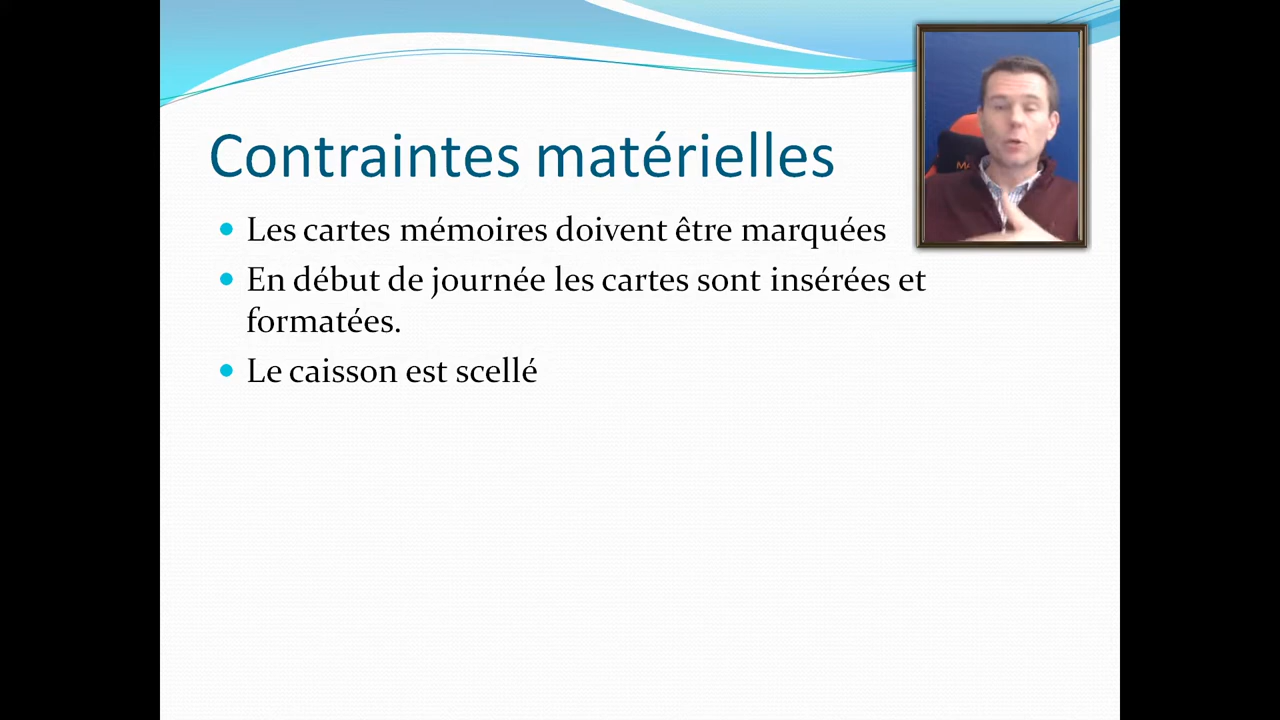 Contraintes matérielles
Les cartes mémoires doivent être marquées
En début de journée les cartes sont insérées et
formatées.
Le caisson est scellé